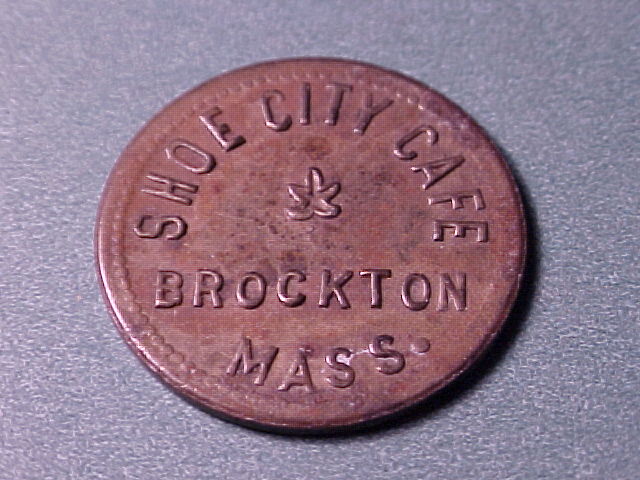 SHOE CITY CAFE
BROCKTON
MASS.